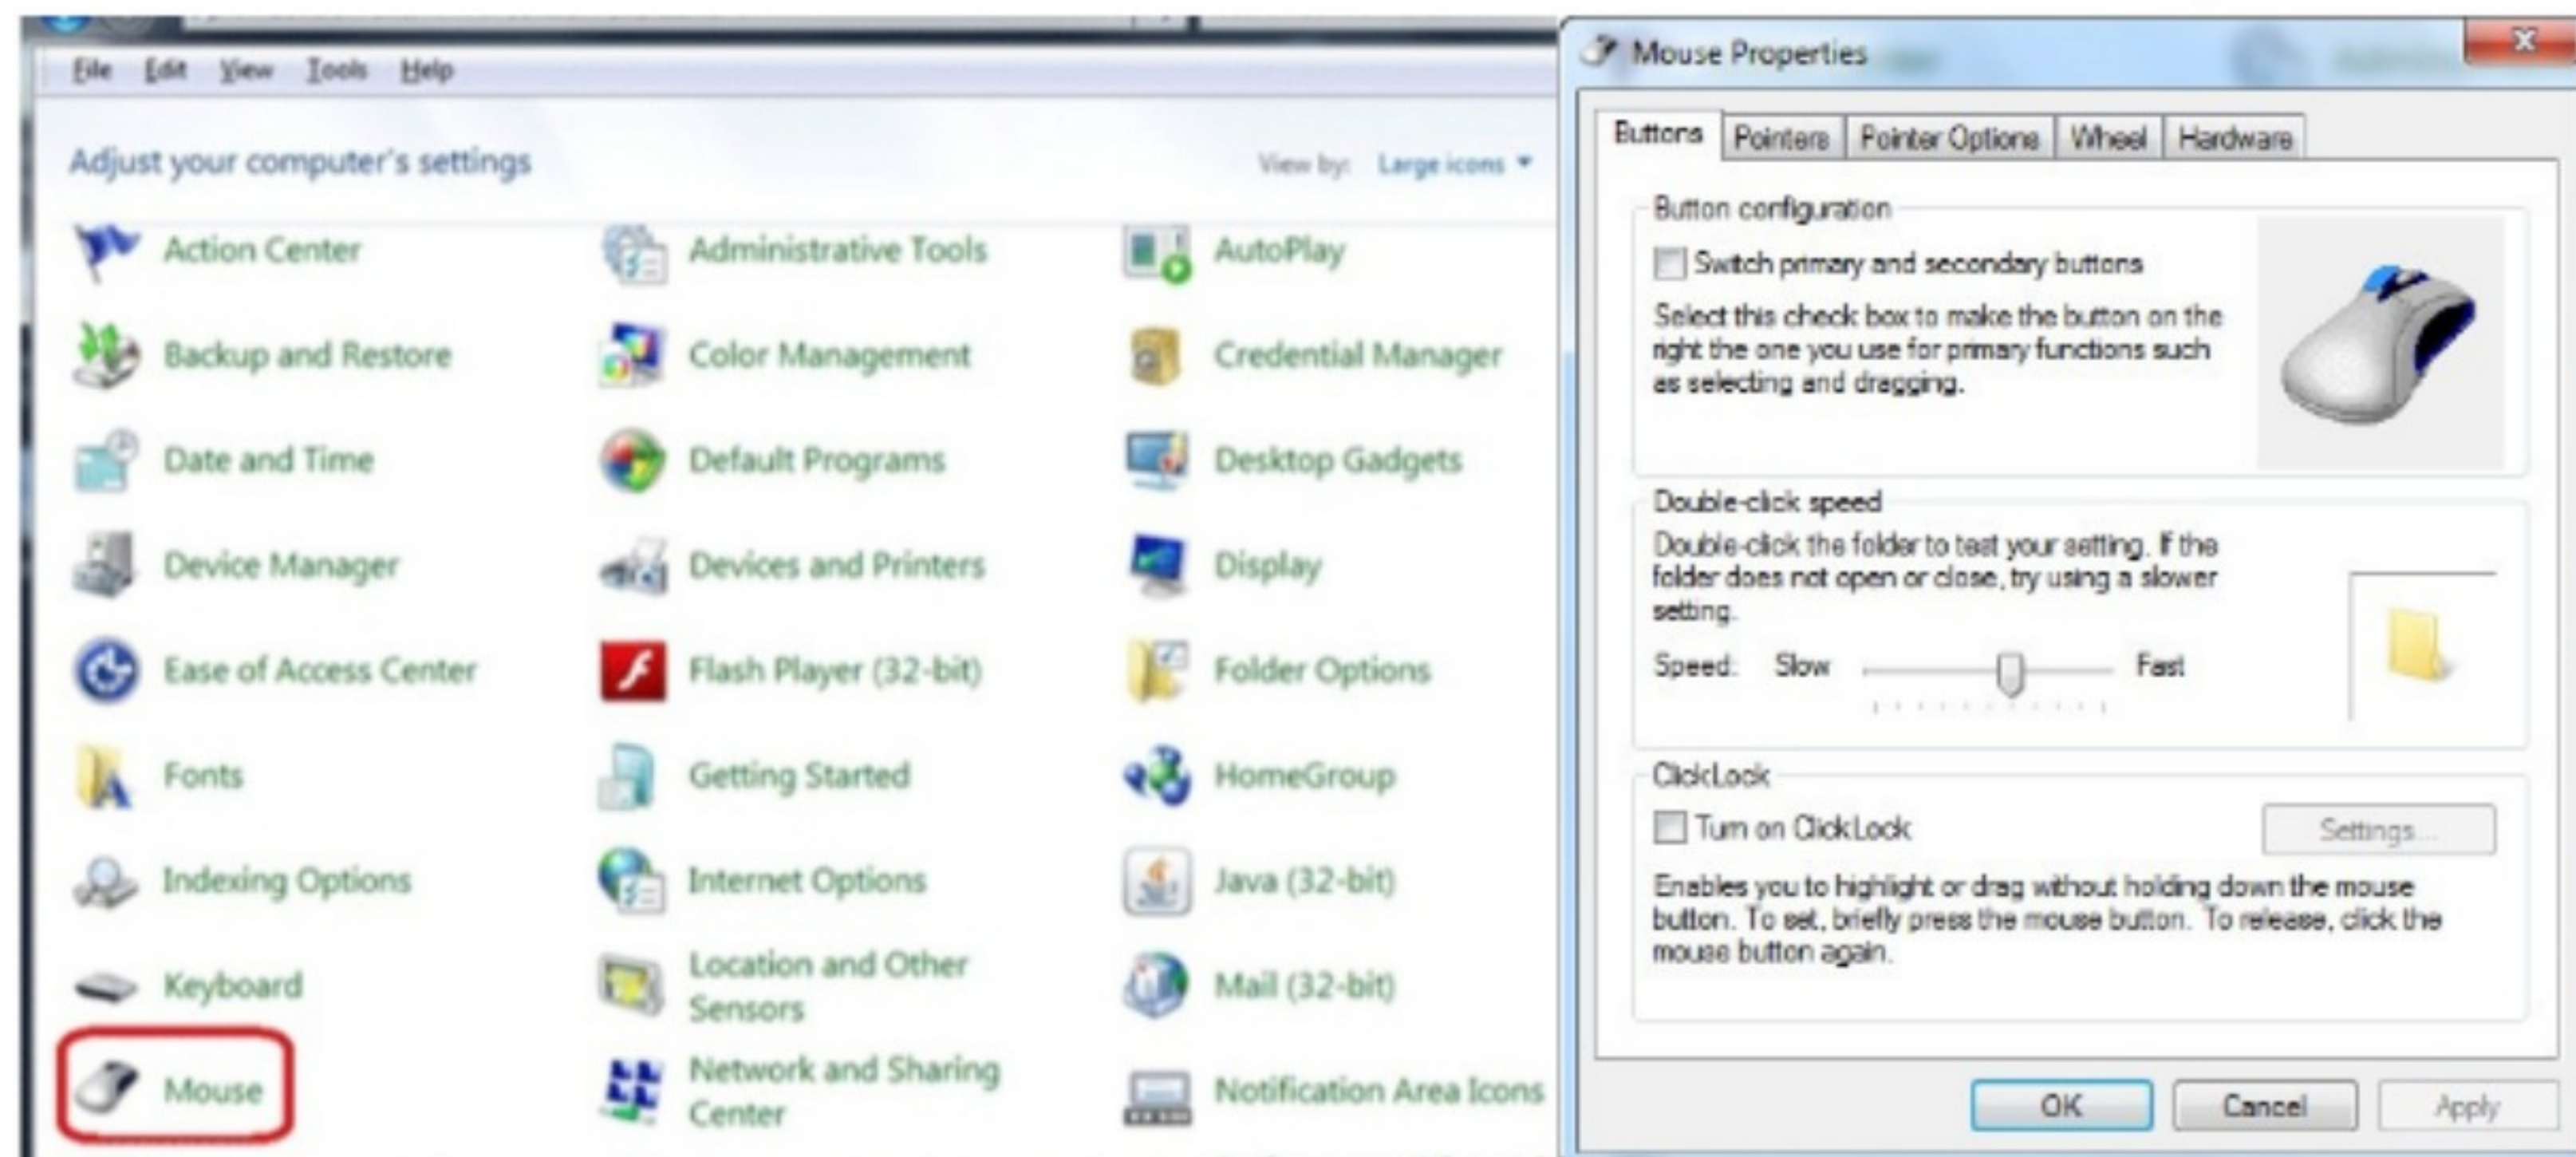 File Edit View Tools Help
Adjust your computer's settings
View by: Large icons
Action Center
Administrative Tools
AutoPlay
Backup and Restore
Color Management
Credential Manager
Date and Time
Default Programs
Desktop Gadgets
Device Manager
Devices and Printers
Display
Ease of Access Center
Flash Player (32-bit)
Folder Options
Fonts
Getting Started
HomeGroup
Indexing Options
Internet Options
Java (32-bit)
Keyboard
Location and Other
Sensors
Mail (32-bit)
Mouse
Network and Sharing
Center
Notification Area Icons
Mouse Properties
Buttons Pointers Pointer Options Wheel Hardware
Button configuration
Switch primary and secondary buttons
Select this check box to make the button on the
right the one you use for primary functions such
as selecting and dragging.
Double-click speed
Double-click the folder to test your setting. If the
folder does not open or close, try using a slower
setting.
Speed: Slow Fast
ClickLock
Turn on ClickLock
Settings...
Enables you to highlight or drag without holding down the mouse
button. To set, briefly press the mouse button. To release, click the
mouse button again.
OK Cancel Apply